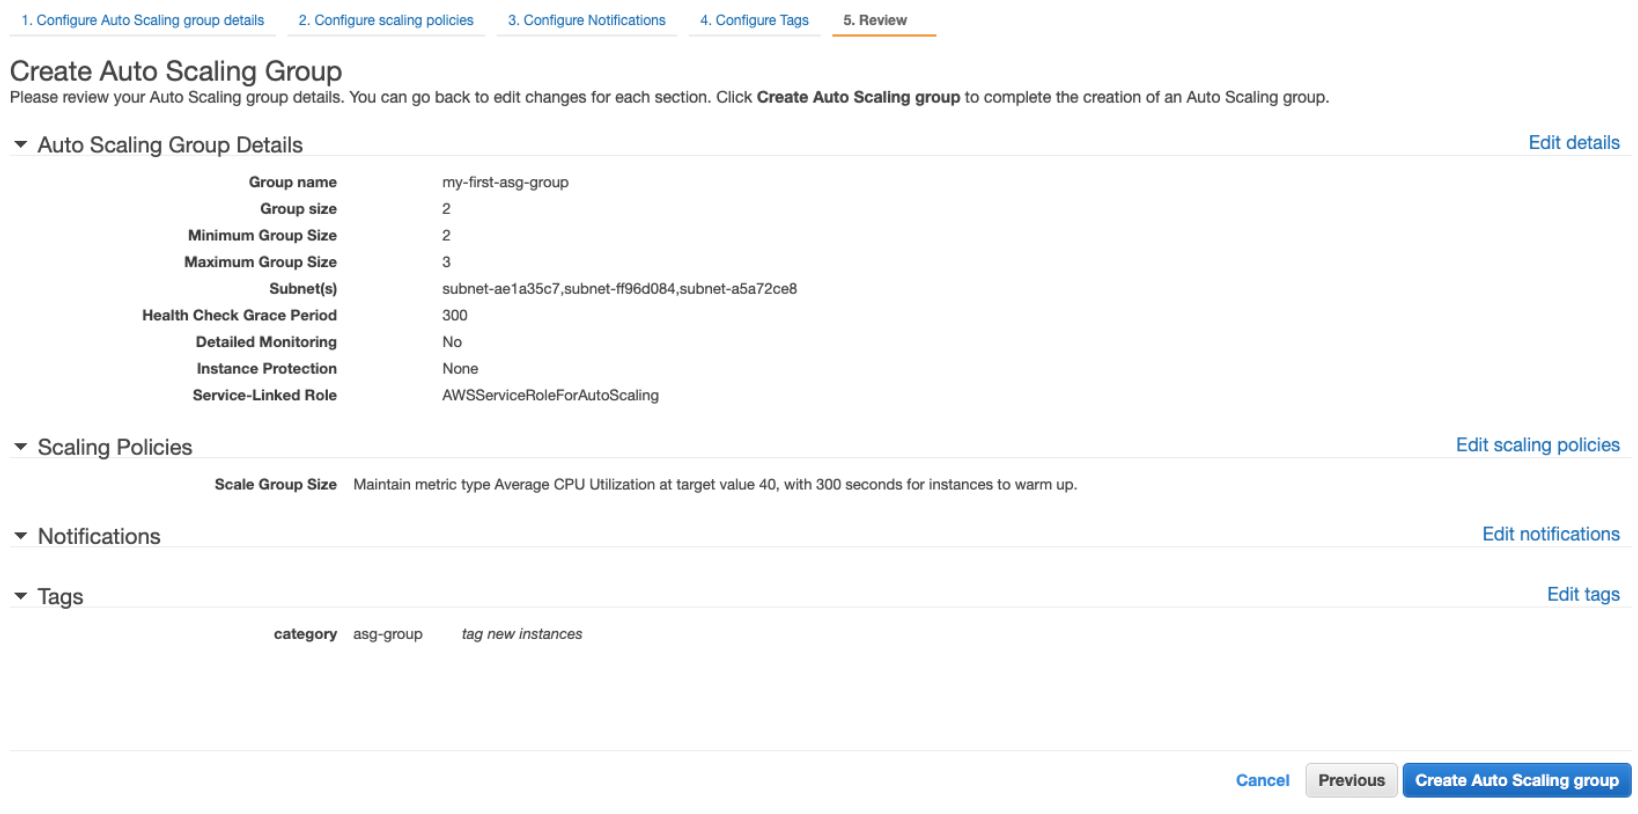 1. Configure Auto Scaling group details 2. Configure scaling policies 3. Configure Notifications 4. Configure Tags 5. Review
Create Auto Scaling Group
Please review your Auto Scaling group details. You can go back to edit changes for each section. Click Create Auto Scaling group to complete the creation of an Auto Scaling group.
Auto Scaling Group Details Edit details
Group name my-first-asg-group
Group size 2
Minimum Group Size 2
Maximum Group Size 3
Subnet(s) subnet-ae1a35c7,subnet-ff96d084,subnet-a5a72ce8
Health Check Grace Period 300
Detailed Monitoring No
Instance Protection None
Service-Linked Role AWSServiceRoleForAutoScaling
Scaling Policies Edit scaling policies
Scale Group Size Maintain metric type Average CPU Utilization at target value 40, with 300 seconds for instances to warm up.
Notifications Edit notifications
Tags Edit tags
category asg-group tag new instances
Cancel Previous Create Auto Scaling group